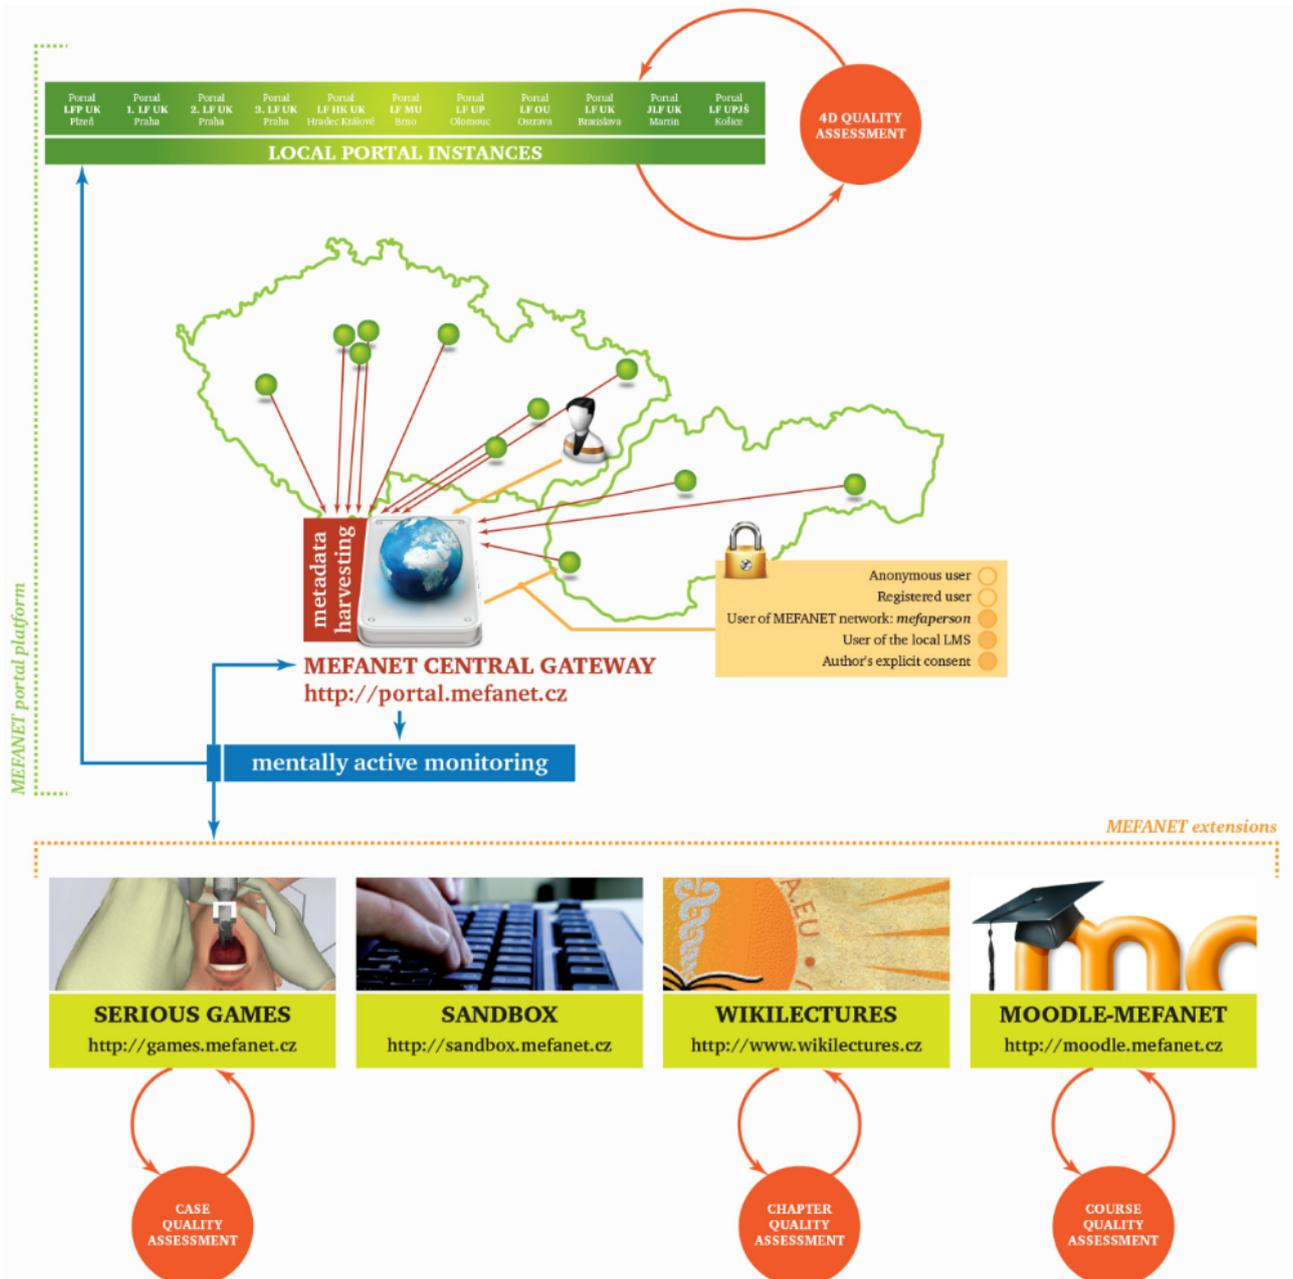 Portal Portal Portal Portal Portal Portal Portal Portal Portal Portal Portal
LFP UK 1. LF UK 2. LF UK 3. LF UK LF HK UK LF MU LF UP LF OU LF UK JLF UK LF UPJŠ
Plzeň Praha Praha Praha Hradec Králové Brno Olomouc Ostrava Bratislava Martin Košice
LOCAL PORTAL INSTANCES
4D QUALITY
ASSESSMENT
MEFANET portal platform
metadata
harvesting
Anonymous user
Registered user
User of MEFANET network: mefaperson
User of the local LMS
Author's explicit consent
MEFANET CENTRAL GATEWAY
http://portal.mefanet.cz
mentally active monitoring
MEFANET extensions
A.EU
mo
SERIOUS GAMES
http://games.mefanet.cz
SANDBOX
http://sandbox.mefanet.cz
WIKILECTURES
http://www.wikilectures.cz
MOODLE-MEFANET
http://moodle.mefanet.cz
CASE
QUALITY
ASSESSMENT
CHAPTER
QUALITY
ASSESSMENT
COURSE
QUALITY
ASSESSMENT